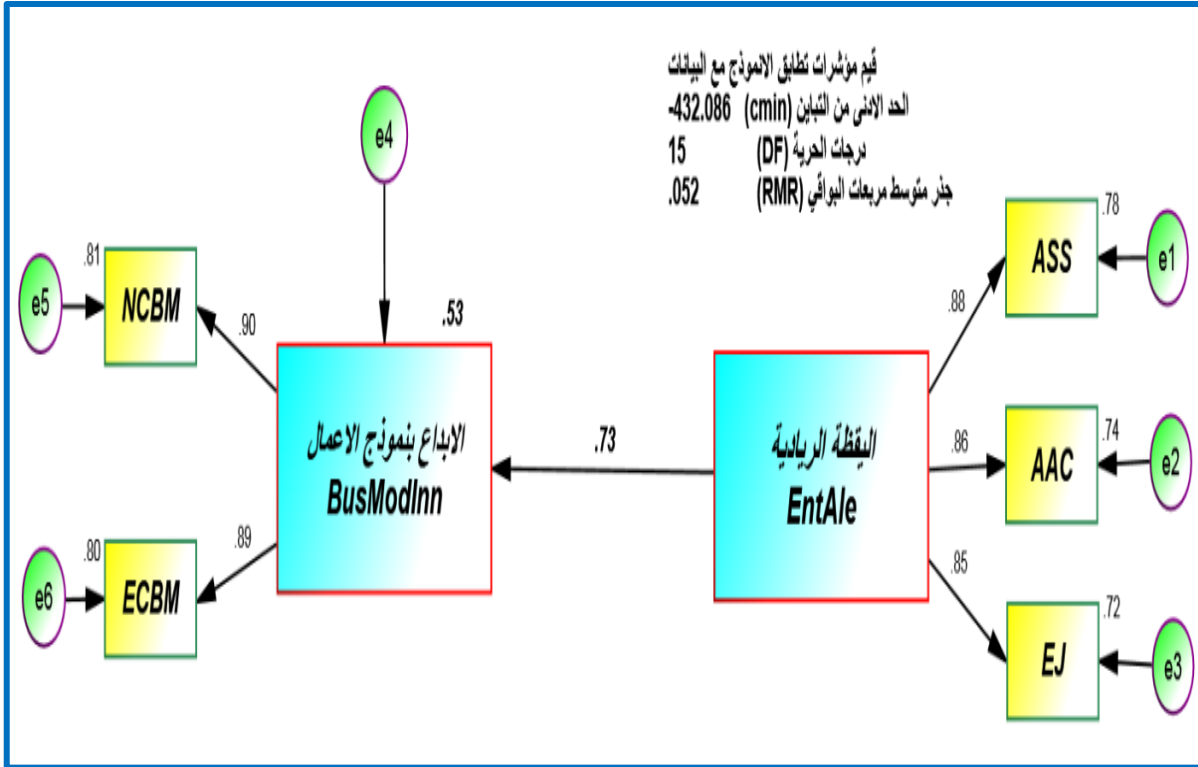 قيم مؤشرات تطابق الانموذج مع البيانات
الحد الادنى من التباين (cmin) -432.086
درجات الحرية (DF) 15
جذر متوسط مربعات البواقي (RMR) .052
e4
.78
ASS
e1
.81
NCBM
e5
.53
.88
.90
الابداع بنموذج الاعمال
BusModInn
.73
اليقظة الريادية
EntAle
.86
.74
AAC
e2
.89
.80
ECBM
e6
.85
.72
EJ
e3